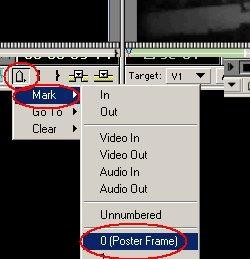 Target: V1
Mark
Go To
Clear
In
Out
Video In
Video Out
Audio In
Audio Out
Unnumbered
0 (Poster Frame)